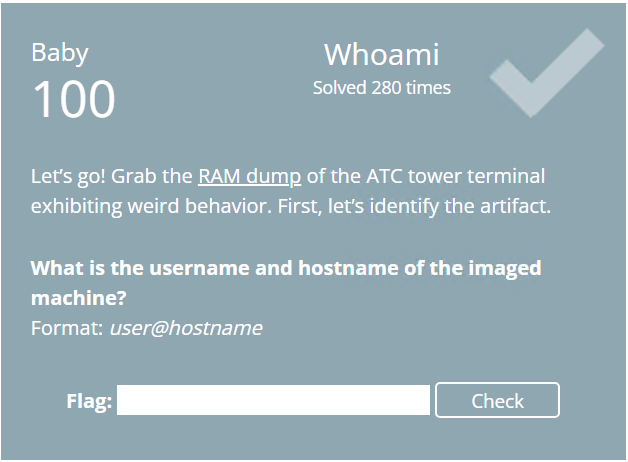 Baby
100
Whoami
Solved 280 times
Let’s go! Grab the RAM dump of the ATC tower terminal
exhibiting weird behavior. First, let’s identify the artifact.
What is the username and hostname of the imaged
machine?
Format: user@hostname
Flag:
Check